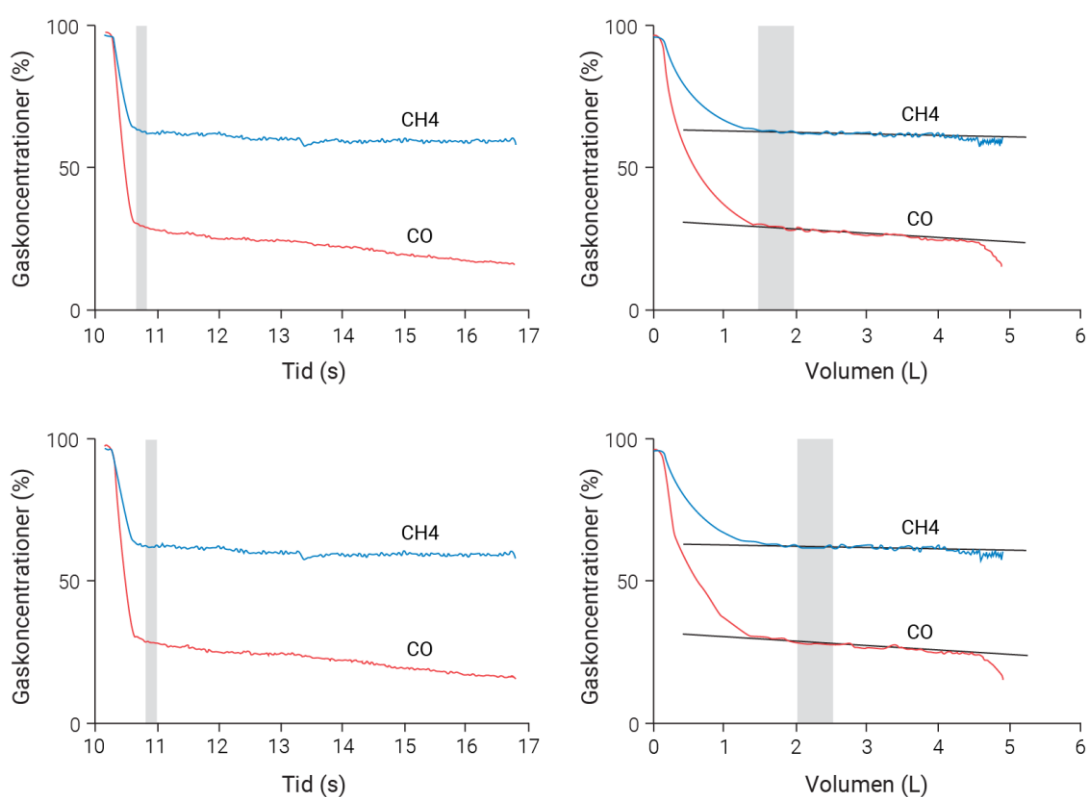 Gaskoncentrationer (%)
100
50
0
CH4
CO
10 11 12 13 14 15 16 17
Tid (s)
Gaskoncentrationer (%)
100
50
0
CH4
CO
0 1 2 3 4 5 6
Volumen (L)
Gaskoncentrationer (%)
100
50
0
CH4
CO
10 11 12 13 14 15 16 17
Tid (s)
Gaskoncentrationer (%)
100
50
0
CH4
CO
0 1 2 3 4 5 6
Volumen (L)